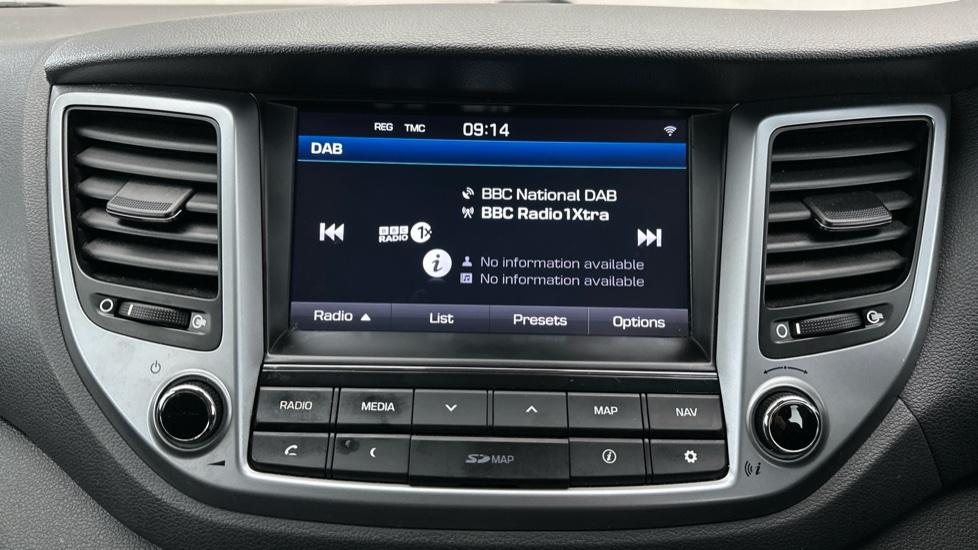 REG TMC 09:14
DAB
BBC National DAB
BBC Radio1Xtra
BBC
RADIO 1X
i No information available
No information available
Radio List Presets Options
RADIO MEDIA MAP NAV
SD MAP i
i